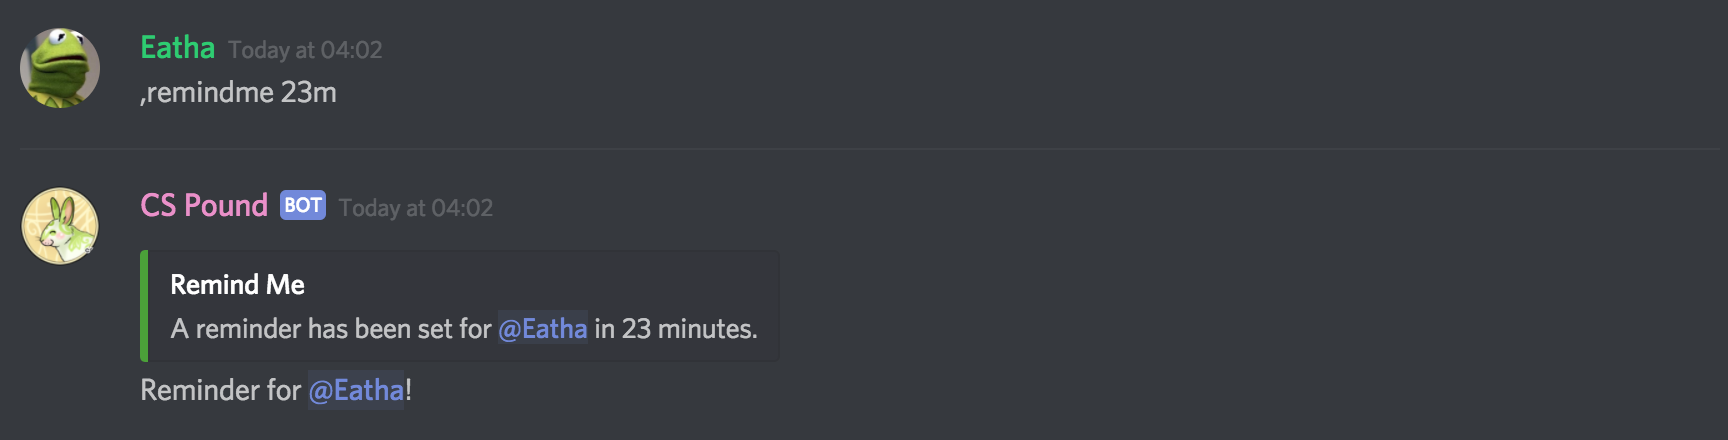 Eatha Today at 04:02
,remindme 23m
CS Pound BOT Today at 04:02
Remind Me
A reminder has been set for @Eatha in 23 minutes.
Reminder for @Eatha!